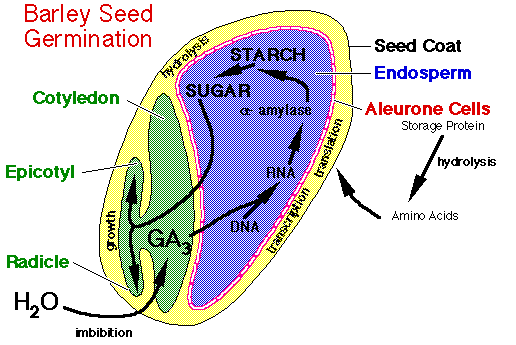 Barley Seed
Germination
hydrolysis
STARCH
Seed Coat
SUGAR
Endosperm
Cotyledon
α amylase
Aleurone Cells
Storage Protein
Epicotyl
hydrolysis
RNA
translation
growth
DNA
transcription
Amino Acids
GA3
Radicle
H2O
imbibition